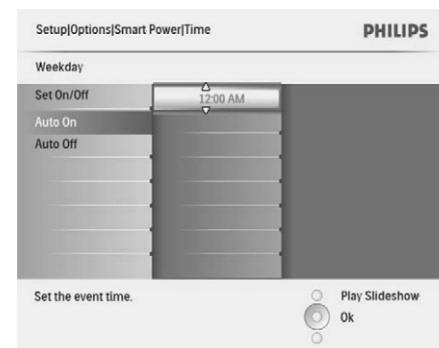 Setup|Options|Smart Power|Time PHILIPS
Weekday
Set On/Off 12:00 AM
Auto On
Auto Off
Set the event time. Play Slideshow
Ok